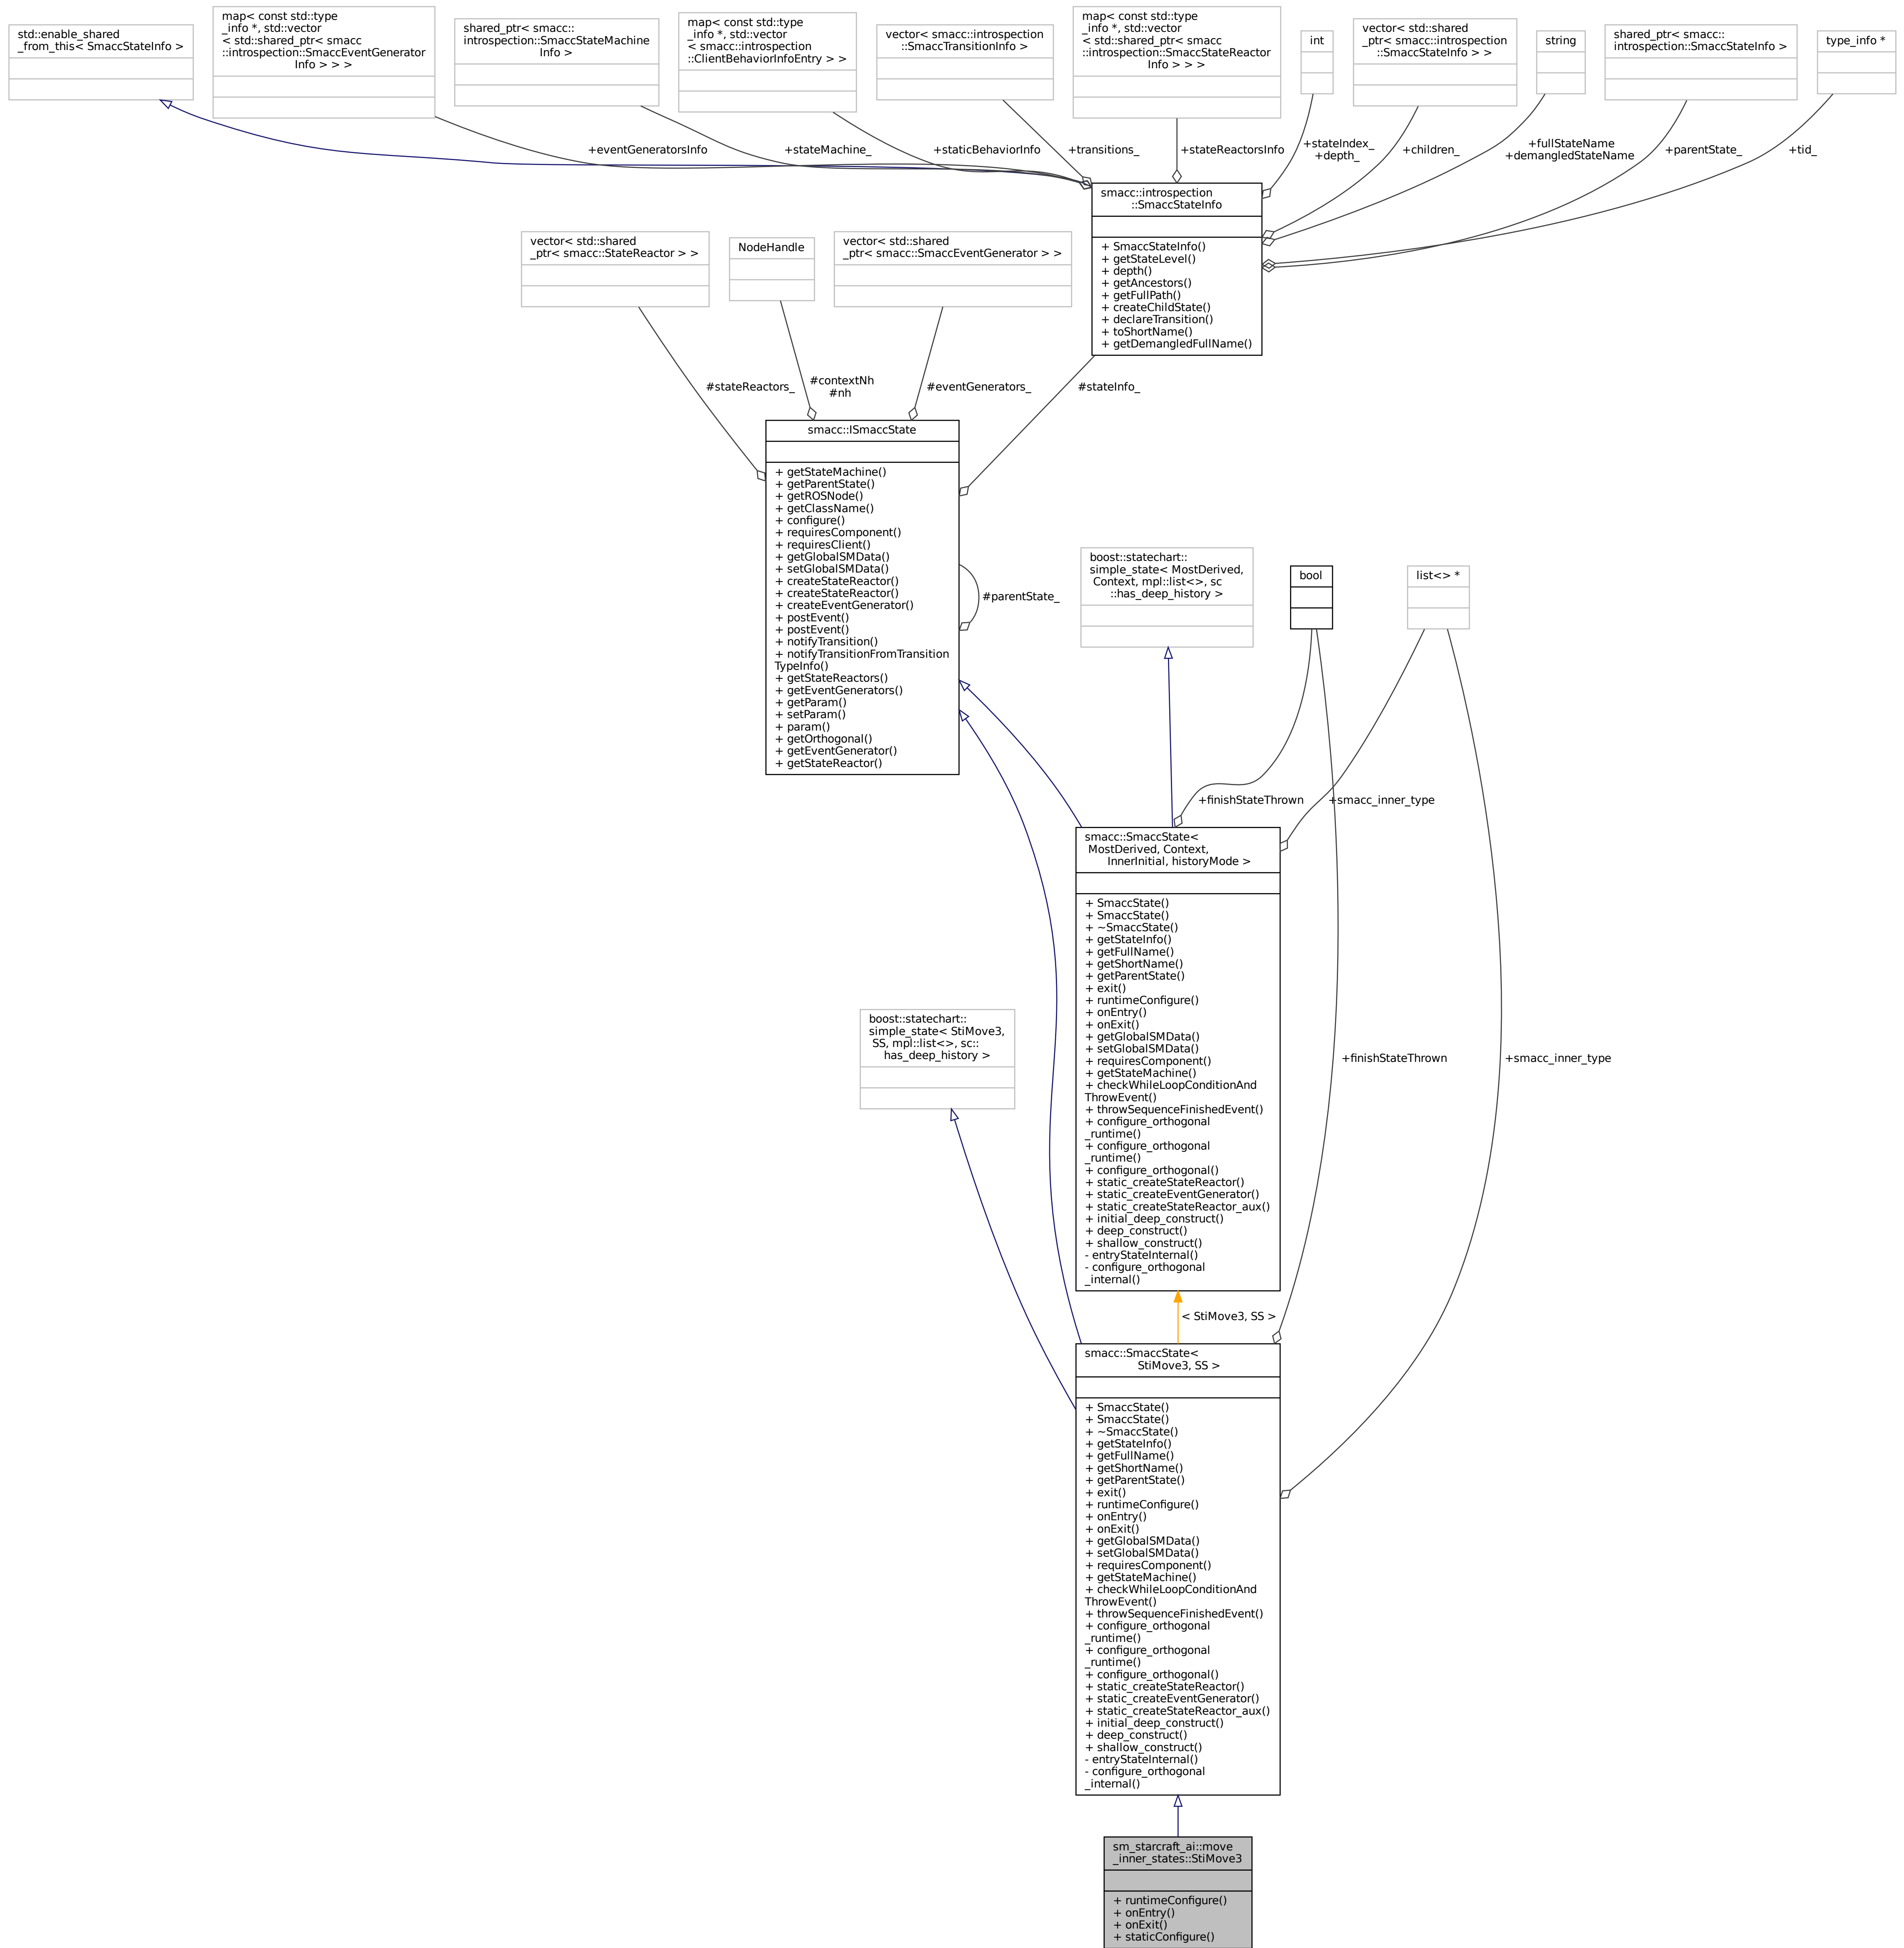 std::enable_shared
_from_this< SmaccStateInfo >
map< const std::type
_info *, std::vector
< std::shared_ptr< smacc
::introspection::SmaccEventGenerator
Info > > >
shared_ptr< smacc::
introspection::SmaccStateMachine
Info >
map< const std::type
_info *, std::vector
< smacc::introspection
::ClientBehaviorInfoEntry > >
vector< smacc::introspection
::SmaccTransitionInfo >
map< const std::type
_info *, std::vector
< std::shared_ptr< smacc
::introspection::SmaccStateReactor
Info > > >
int
vector< std::shared
_ptr< smacc::introspection
::SmaccStateInfo > >
string
shared_ptr< smacc::
introspection::SmaccStateInfo >
type_info *
+eventGeneratorsInfo
+stateMachine_
+staticBehaviorInfo
+transitions_
+stateReactorsInfo
+stateIndex_
+depth_
+children_
+fullStateName
+demangledStateName
+parentState_
+tid_
smacc::introspection
::SmaccStateInfo
+ SmaccStateInfo()
+ getStateLevel()
+ depth()
+ getAncestors()
+ getFullPath()
+ createChildState()
+ declareTransition()
+ toShortName()
+ getDemangledFullName()
vector< std::shared
_ptr< smacc::StateReactor > >
NodeHandle
vector< std::shared
_ptr< smacc::SmaccEventGenerator > >
#stateReactors_
#contextNh
#nh
#eventGenerators_
#stateInfo_
smacc::ISmaccState
+ getStateMachine()
+ getParentState()
+ getROSNode()
+ getClassName()
+ configure()
+ requiresComponent()
+ requiresClient()
+ getGlobalSMData()
+ setGlobalSMData()
+ createStateReactor()
+ createStateReactor()
+ createEventGenerator()
+ postEvent()
+ postEvent()
+ notifyTransition()
+ notifyTransitionFromTransition
TypeInfo()
+ getStateReactors()
+ getEventGenerators()
+ getParam()
+ setParam()
+ param()
+ getOrthogonal()
+ getEventGenerator()
+ getStateReactor()
#parentState_
boost::statechart::
simple_state< MostDerived,
Context, mpl::list<>, sc
::has_deep_history >
bool
list<> *
+finishStateThrown
+smacc_inner_type
smacc::SmaccState<
MostDerived, Context,
InnerInitial, historyMode >
+ SmaccState()
+ SmaccState()
+ ~SmaccState()
+ getStateInfo()
+ getFullName()
+ getShortName()
+ getParentState()
+ exit()
+ runtimeConfigure()
+ onEntry()
+ onExit()
+ getGlobalSMData()
+ setGlobalSMData()
+ requiresComponent()
+ getStateMachine()
+ checkWhileLoopConditionAnd
ThrowEvent()
+ throwSequenceFinishedEvent()
+ configure_orthogonal
_runtime()
+ configure_orthogonal
_runtime()
+ configure_orthogonal()
+ static_createStateReactor()
+ static_createEventGenerator()
+ static_createStateReactor_aux()
+ initial_deep_construct()
+ deep_construct()
+ shallow_construct()
- entryStateInternal()
- configure_orthogonal
_internal()
boost::statechart::
simple_state< StiMove3,
SS, mpl::list<>, sc::
has_deep_history >
+finishStateThrown
+smacc_inner_type
< StiMove3, SS >
smacc::SmaccState<
StiMove3, SS >
+ SmaccState()
+ SmaccState()
+ ~SmaccState()
+ getStateInfo()
+ getFullName()
+ getShortName()
+ getParentState()
+ exit()
+ runtimeConfigure()
+ onEntry()
+ onExit()
+ getGlobalSMData()
+ setGlobalSMData()
+ requiresComponent()
+ getStateMachine()
+ checkWhileLoopConditionAnd
ThrowEvent()
+ throwSequenceFinishedEvent()
+ configure_orthogonal
_runtime()
+ configure_orthogonal
_runtime()
+ configure_orthogonal()
+ static_createStateReactor()
+ static_createEventGenerator()
+ static_createStateReactor_aux()
+ initial_deep_construct()
+ deep_construct()
+ shallow_construct()
- entryStateInternal()
- configure_orthogonal
_internal()
sm_starcraft_ai::move
_inner_states::StiMove3
+ runtimeConfigure()
+ onEntry()
+ onExit()
+ staticConfigure()